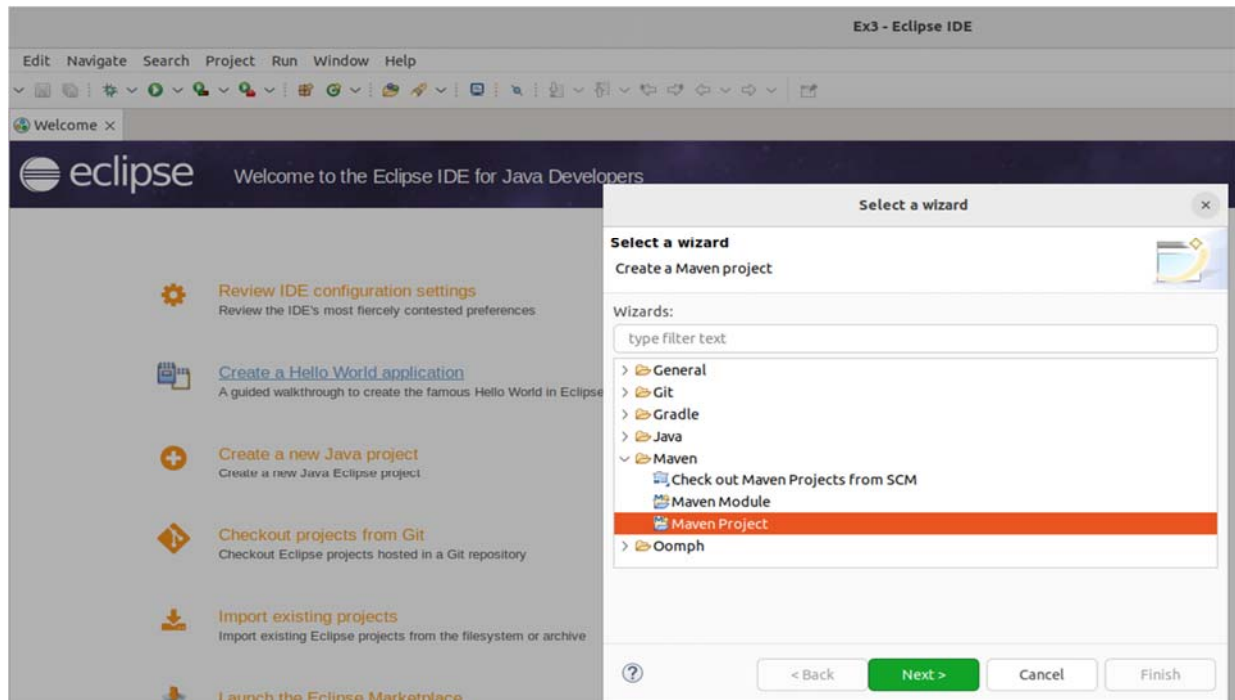 Ex3 - Eclipse IDE
Edit Navigate Search Project Run Window Help
Welcome
eclipse Welcome to the Eclipse IDE for Java Developers
Review IDE configuration settings
Review the IDE's most fiercely contested preferences
Create a Hello World application
A guided walkthrough to create the famous Hello World in Eclipse
Create a new Java project
Create a new Java Eclipse project
Checkout projects from Git
Checkout Eclipse projects hosted in a Git repository
Import existing projects
Import existing Eclipse projects from the filesystem or archive
Launch the Eclipse Marketplace
Select a wizard
Select a wizard
Create a Maven project
Wizards:
type filter text
General
Git
Gradle
Java
Maven
Check out Maven Projects from SCM
Maven Module
Maven Project
Oomph
< Back Next > Cancel Finish